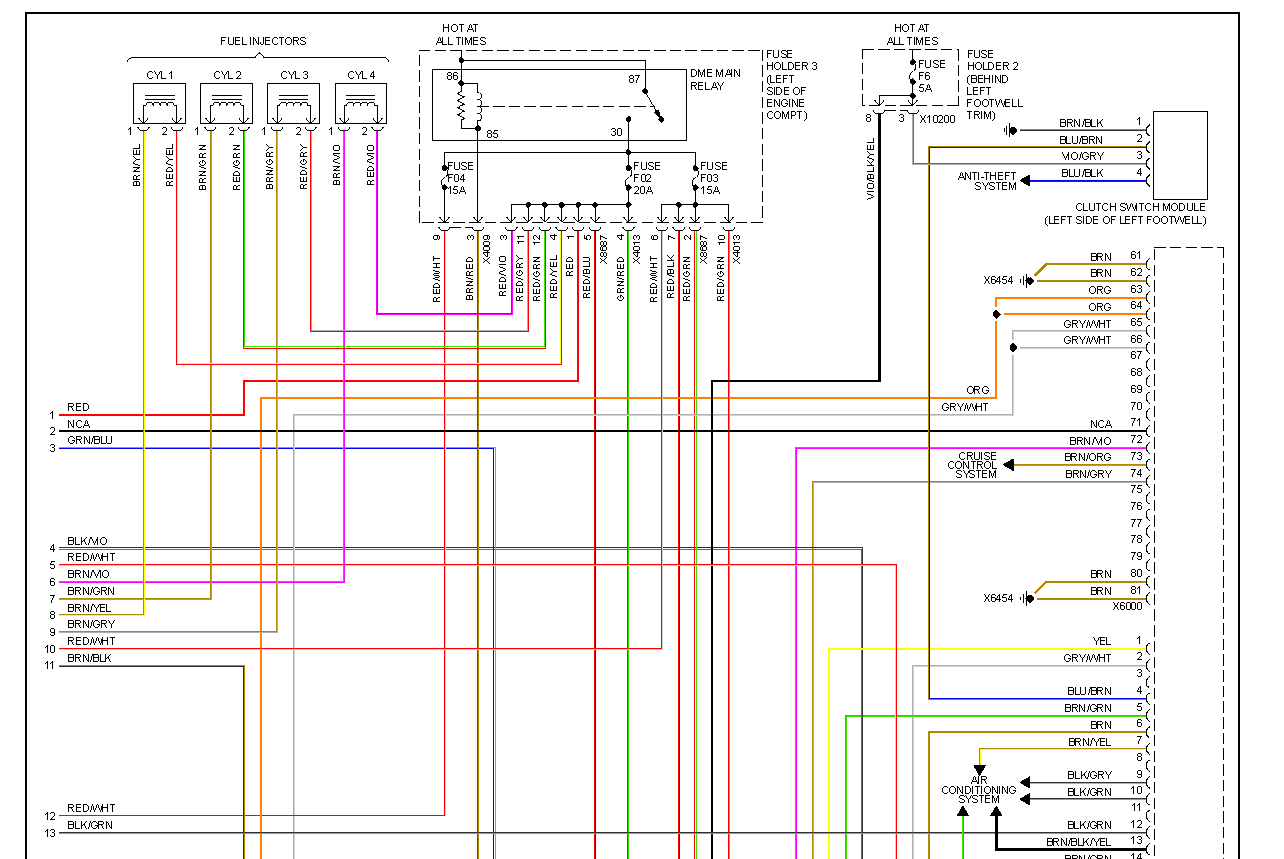 HOT AT
ALL TIMES
HOT AT
ALL TIMES
FUEL INJECTORS
CYL 1
CYL 2
CYL 3
CYL 4
1
2
1
2
1
2
1
2
BRN/YEL
RED/YEL
BRN/GRN
RED/GRN
BRN/GRY
RED/GRY
BRN/VIO
RED/VIO
86
87
85
30
DME MAIN
RELAY
FUSE
HOLDER 3
(LEFT
SIDE OF
ENGINE
COMPT)
FUSE
F04
15A
FUSE
F02
20A
FUSE
F03
15A
9
3
X4009
3
11
12
4
1
5
X8687
4
X4013
6
7
2
X8687
10
X4013
RED/WHT
BRN/RED
RED/VIO
RED/GRY
RED/GRN
RED/YEL
RED
RED/BLU
GRN/RED
RED/WHT
RED/BLK
RED/GRN
RED/GRN
FUSE
F6
5A
FUSE
HOLDER 2
(BEHIND
LEFT
FOOTWELL
TRIM)
8
3
X10200
VIO/BLK/YEL
BRN/BLK 1
BLU/BRN 2
VIO/GRY 3
BLU/BLK 4
ANTI-THEFT
SYSTEM
CLUTCH SWITCH MODULE
(LEFT SIDE OF LEFT FOOTWELL)
BRN 61
X6454 BRN 62
ORG 63
ORG 64
GRY/WHT 65
GRY/WHT 66
67
68
ORG 69
GRY/WHT 70
NCA 71
BRN/VIO 72
BRN/ORG 73
BRN/GRY 74
CRUISE
CONTROL
SYSTEM
75
76
77
78
79
BRN 80
X6454 BRN 81
X6000
YEL 1
GRY/WHT 2
3
BLU/BRN 4
BRN/GRN 5
BRN 6
BRN/YEL 7
8
BLK/GRY 9
BLK/GRN 10
11
BLK/GRN 12
BRN/BLK/YEL 13
BRN/GRN 14
AIR
CONDITIONING
SYSTEM
1 RED
2 NCA
3 GRN/BLU
4 BLK/VIO
5 RED/WHT
6 BRN/VIO
7 BRN/GRN
8 BRN/YEL
9 BRN/GRY
10 RED/WHT
11 BRN/BLK
12 RED/WHT
13 BLK/GRN